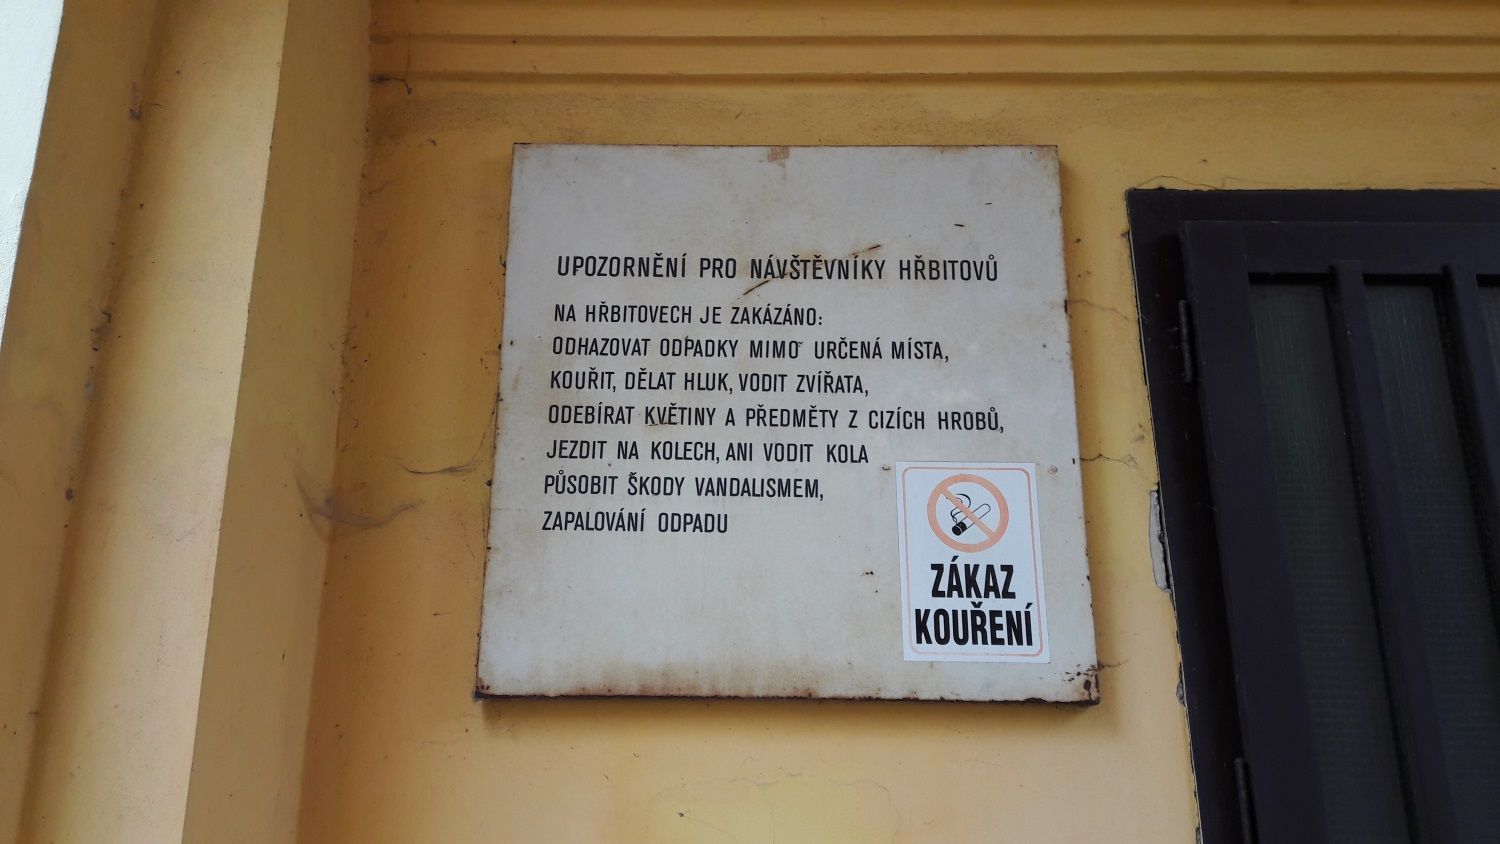 UPOZORNĚNÍ PRO NÁVŠTĚVNÍKY HŘBITOVŮ
NA HŘBITOVECH JE ZAKÁZÁNO:
ODHAZOVAT ODPADKY MIMO URČENÁ MÍSTA,
KOUŘIT, DĚLAT HLUK, VODIT ZVÍŘATA,
ODEBÍRAT KVĚTINY A PŘEDMĚTY Z CIZÍCH HROBŮ,
JEZDIT NA KOLECH, ANI VODIT KOLA
PŮSOBIT ŠKODY VANDALISMEM,
ZAPALOVÁNÍ ODPADU
ZÁKAZ
KOUŘENÍ